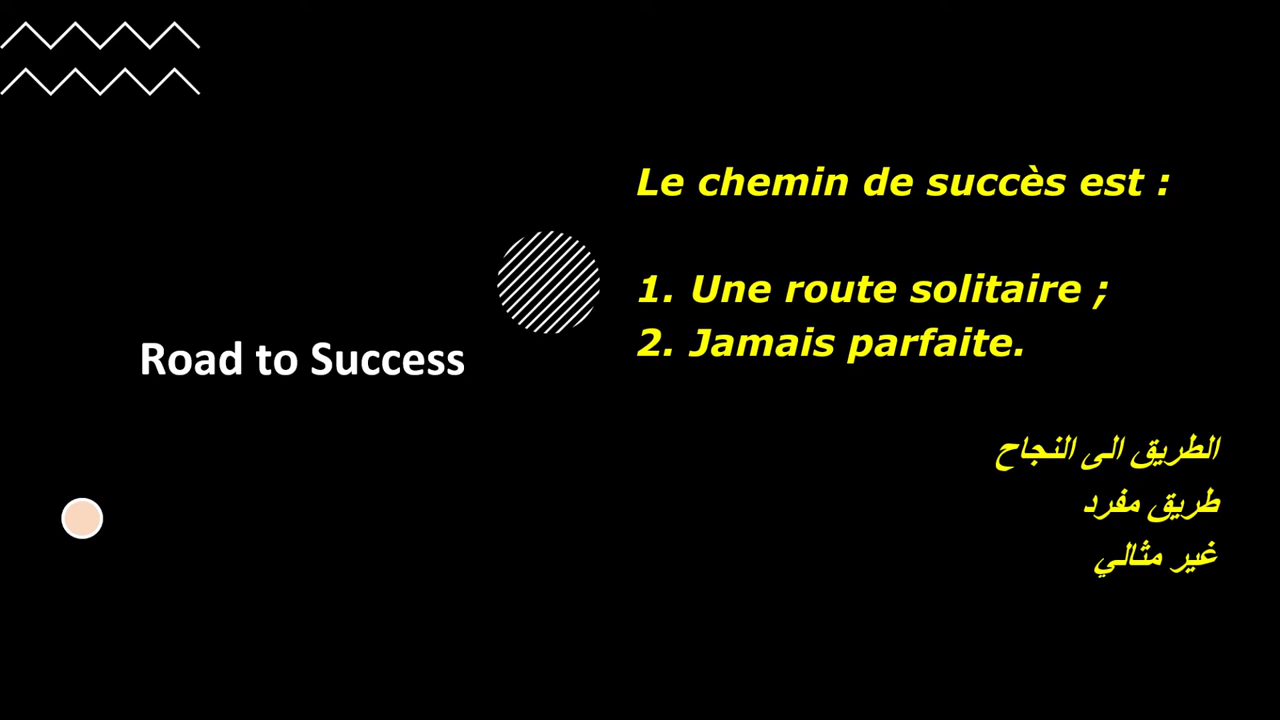 Road to Success
Le chemin de succès est :
1. Une route solitaire ;
2. Jamais parfaite.
الطريق الى النجاح
طريق مفرد
غير مثالي